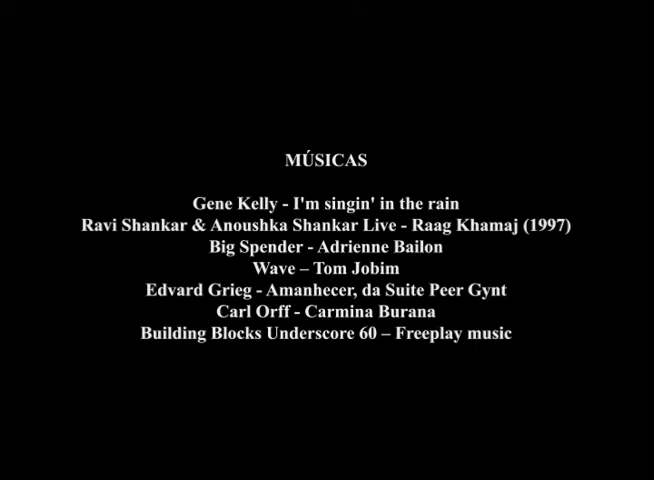 MÚSICAS
Gene Kelly - I'm singin' in the rain
Ravi Shankar & Anoushka Shankar Live - Raag Khamaj (1997)
Big Spender - Adrienne Bailon
Wave – Tom Jobim
Edvard Grieg - Amanhecer, da Suite Peer Gynt
Carl Orff - Carmina Burana
Building Blocks Underscore 60 – Freeplay music